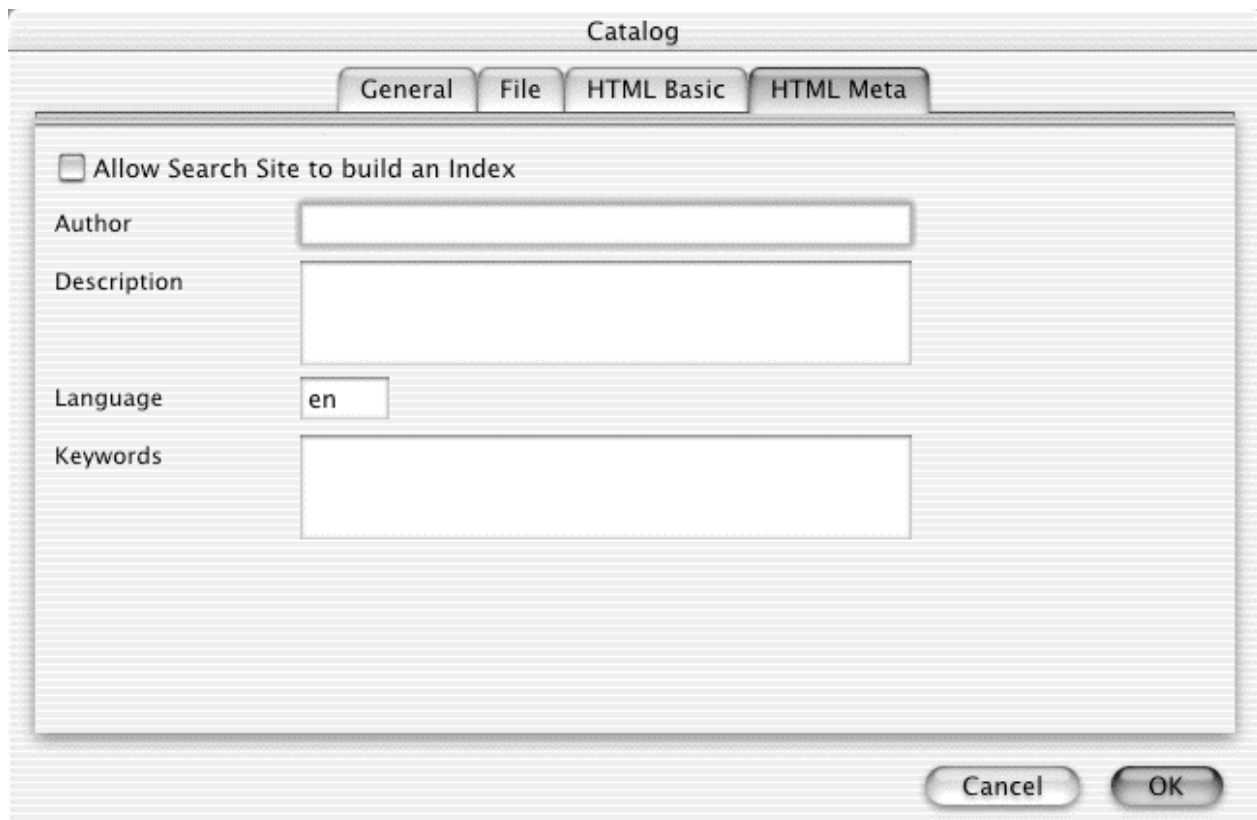 Catalog
General File HTML Basic HTML Meta
Allow Search Site to build an Index
Author
Description
Language en
Keywords
Cancel OK